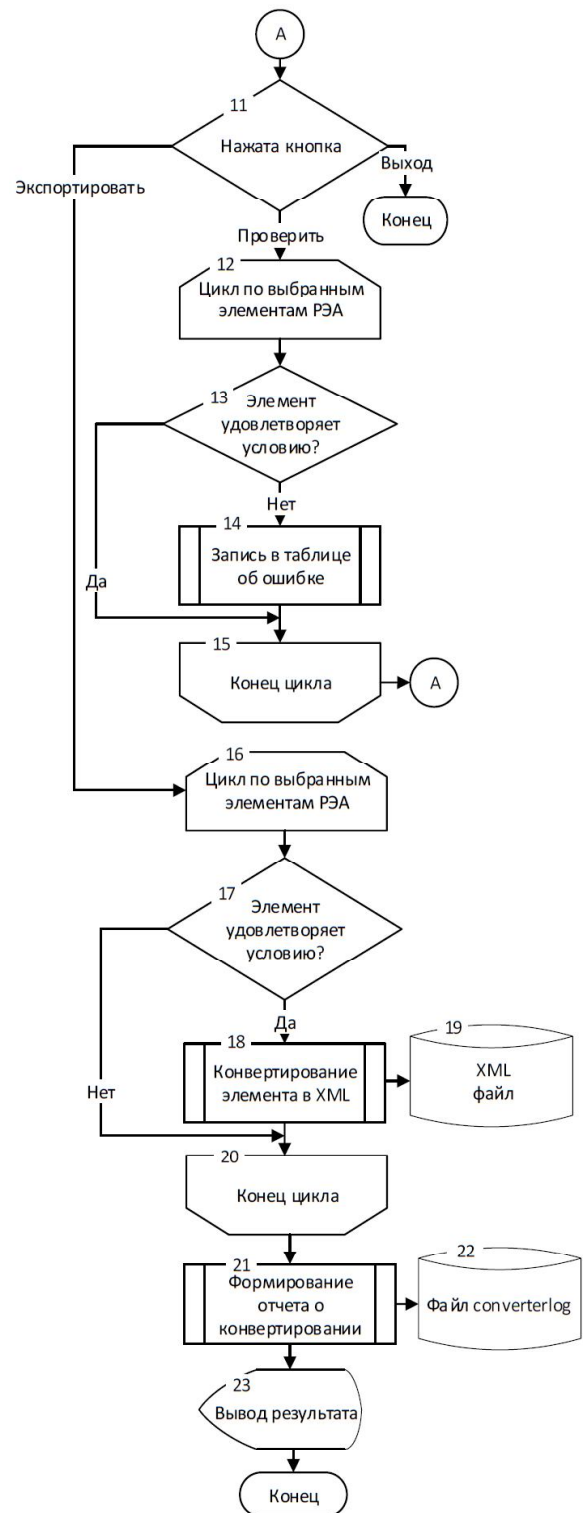 А
11
Нажата кнопка
Выход
Экспортировать
Конец
Проверить
12
Цикл по выбранным
элементам РЭА
13
Элемент
удовлетворяет
условию?
Нет
14
Запись в таблице
об ошибке
Да
15
Конец цикла
А
16
Цикл по выбранным
элементам РЭА
17
Элемент
удовлетворяет
условию?
Да
18
Конвертирование
элемента в XML
19
XML
файл
Нет
20
Конец цикла
21
Формирование
отчета о
конвертировании
22
Файл converterlog
23
Вывод результата
Конец